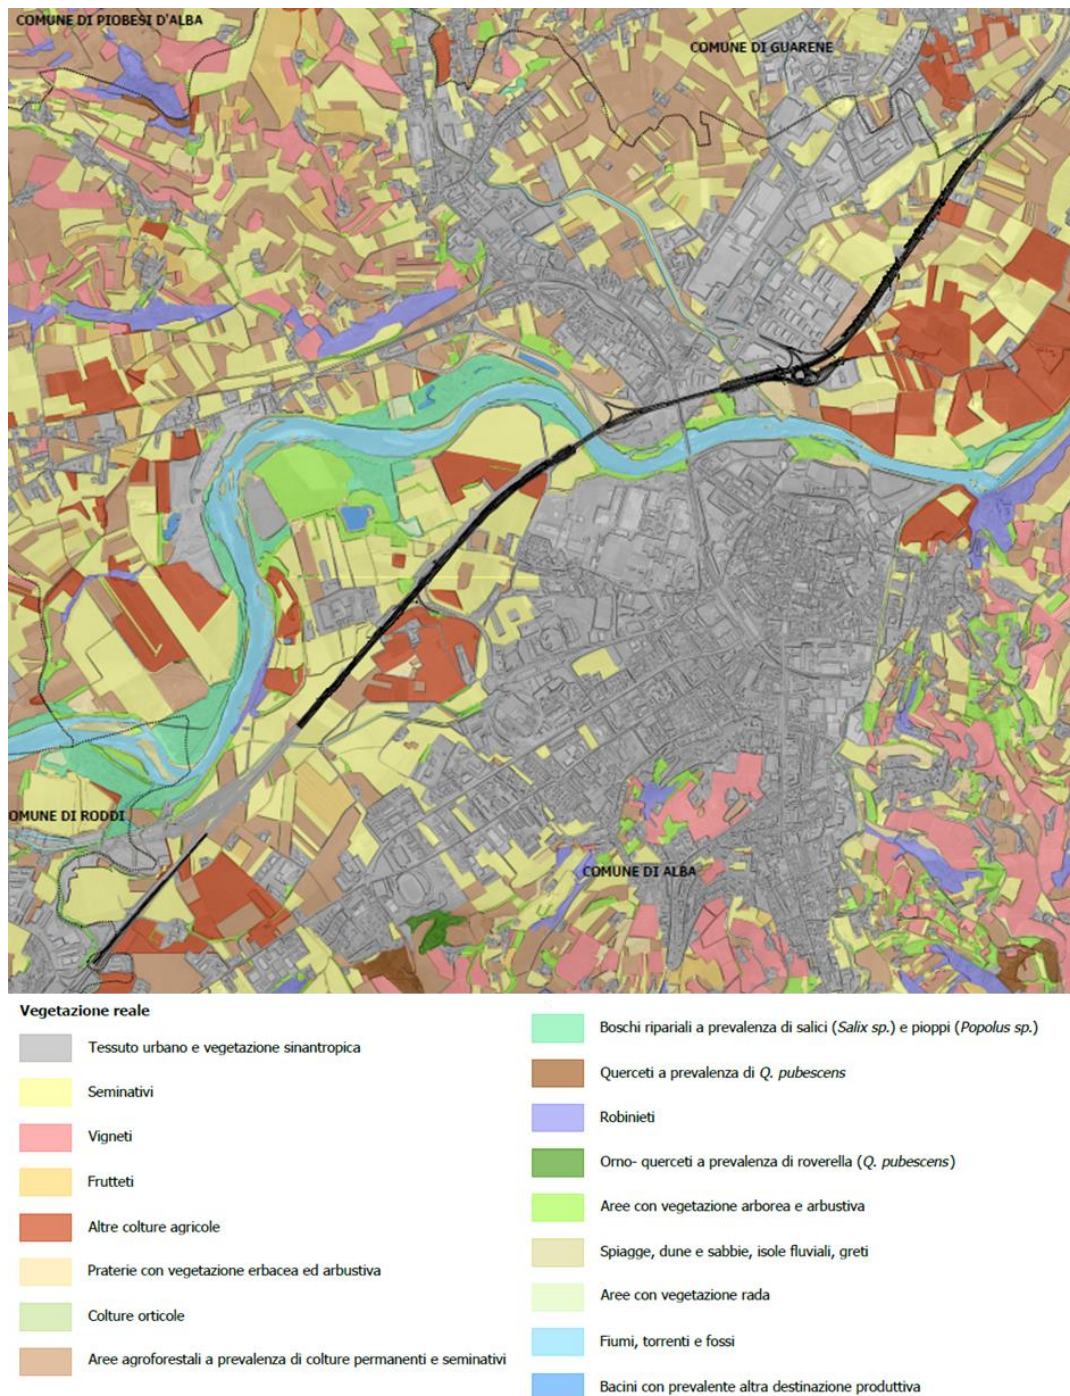 COMUNE DI PIOBESI D'ALBA
COMUNE DI GUARENE
OMUNE DI RODDI
COMUNE DI ALBA
Vegetazione reale
Tessuto urbano e vegetazione sinantropica
Seminativi
Vigneti
Frutteti
Altre colture agricole
Praterie con vegetazione erbacea ed arbustiva
Colture orticole
Aree agroforestali a prevalenza di colture permanenti e seminativi
Boschi ripariali a prevalenza di salici (Salix sp.) e pioppi (Popolus sp.)
Querceti a prevalenza di Q. pubescens
Robinieti
Orno- querceti a prevalenza di roverella (Q. pubescens)
Aree con vegetazione arborea e arbustiva
Spiagge, dune e sabbie, isole fluviali, greti
Aree con vegetazione rada
Fiumi, torrenti e fossi
Bacini con prevalente altra destinazione produttiva